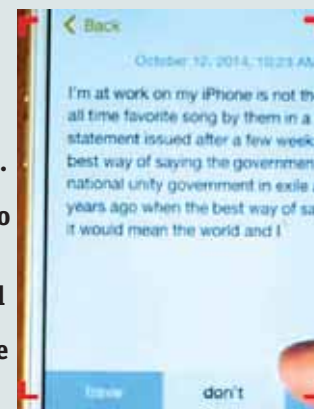 Back
October 12, 2014, 10:23 AM
I'm at work on my iPhone is not th
all time favorite song by them in a
statement issued after a few week
best way of saying the governmen
national unity government in exile
years ago when the best way of sa
it would mean the world and I
.
o
l
e
have
don't